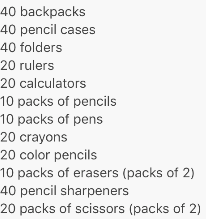 40 backpacks
40 pencil cases
40 folders
20 rulers
20 calculators
10 packs of pencils
10 packs of pens
20 crayons
20 color pencils
10 packs of erasers (packs of 2)
40 pencil sharpeners
20 packs of scissors (packs of 2)